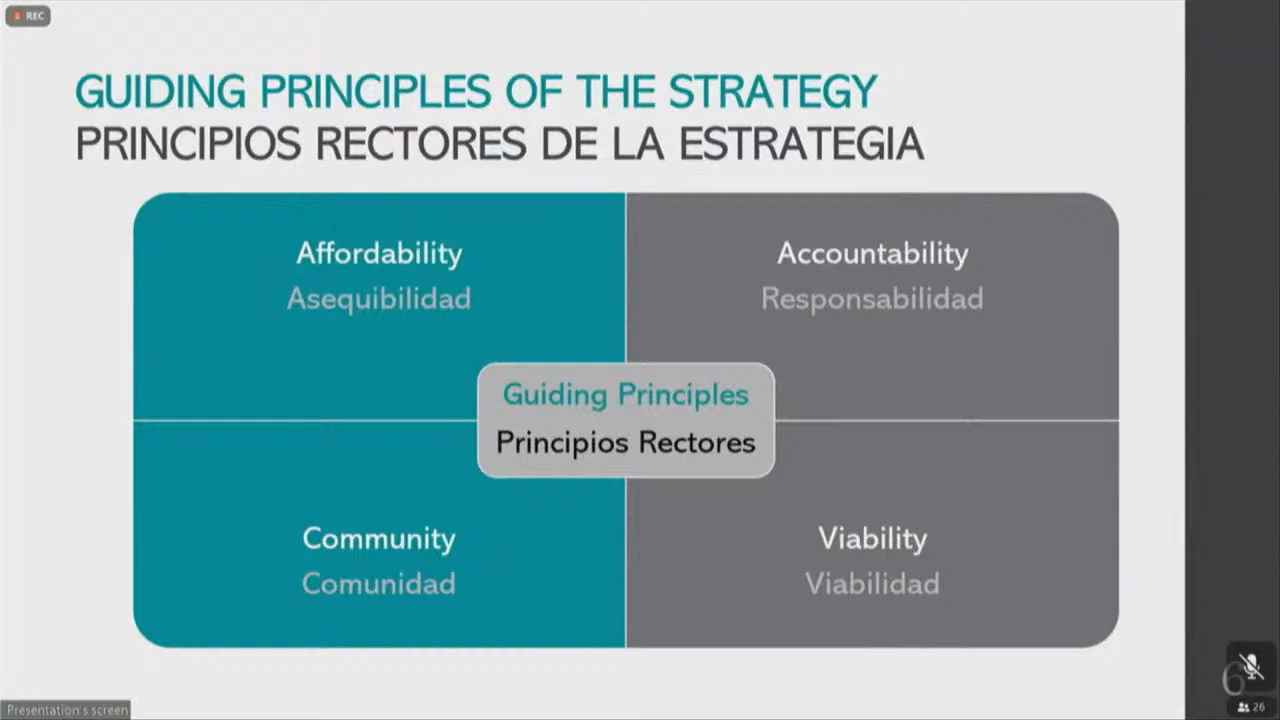 REC
GUIDING PRINCIPLES OF THE STRATEGY
PRINCIPIOS RECTORES DE LA ESTRATEGIA
Affordability
Asequibilidad
Accountability
Responsabilidad
Guiding Principles
Principios Rectores
Community
Comunidad
Viability
Viabilidad
6
26
Presentation's screen